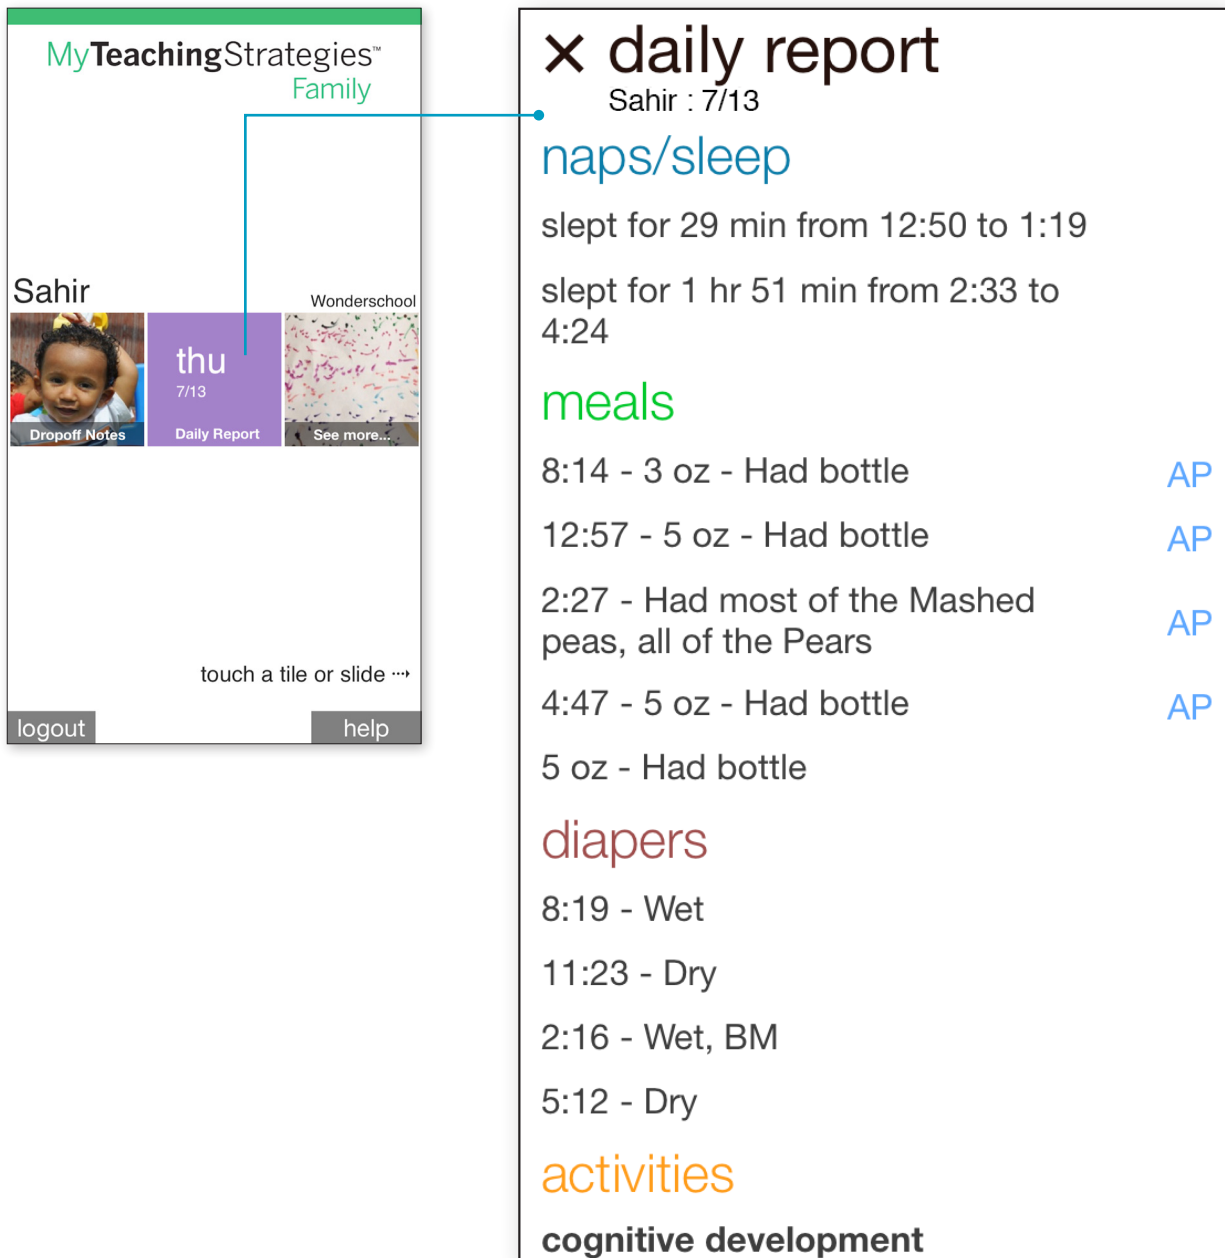 MyTeachingStrategies™
Family
Sahir
Wonderschool
Dropoff Notes
thu
7/13
Daily Report
See more...
touch a tile or slide ···›
logout
help
× daily report
Sahir : 7/13
naps/sleep
slept for 29 min from 12:50 to 1:19
slept for 1 hr 51 min from 2:33 to
4:24
meals
8:14 - 3 oz - Had bottle AP
12:57 - 5 oz - Had bottle AP
2:27 - Had most of the Mashed
peas, all of the Pears AP
4:47 - 5 oz - Had bottle AP
5 oz - Had bottle
diapers
8:19 - Wet
11:23 - Dry
2:16 - Wet, BM
5:12 - Dry
activities
cognitive development